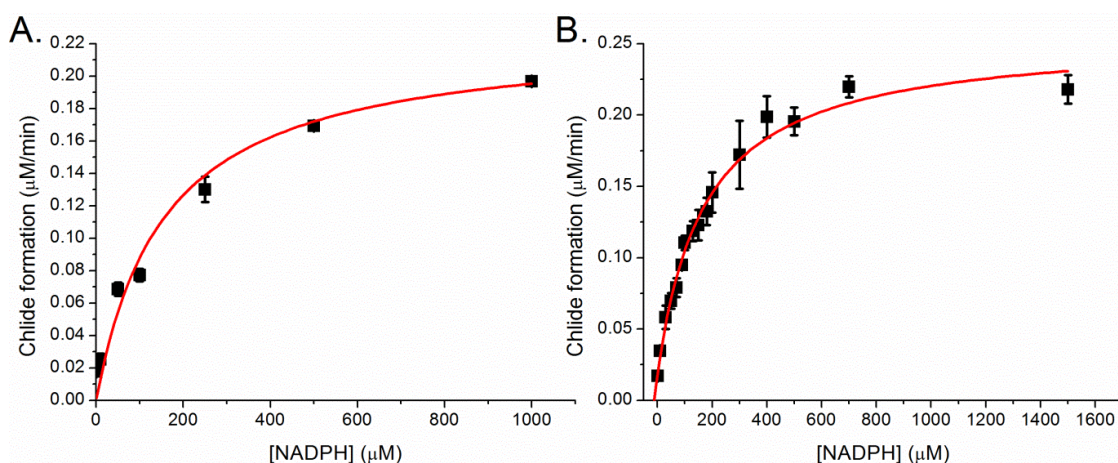 A.
0.22
0.20
0.18
0.16
0.14
0.12
0.10
0.08
0.06
0.04
0.02
0.00
Chlide formation (μM/min)
0 200 400 600 800 1000
[NADPH] (μM)
B.
0.25
0.20
0.15
0.10
0.05
0.00
Chlide formation (μM/min)
0 200 400 600 800 1000 1200 1400 1600
[NADPH] (μM)